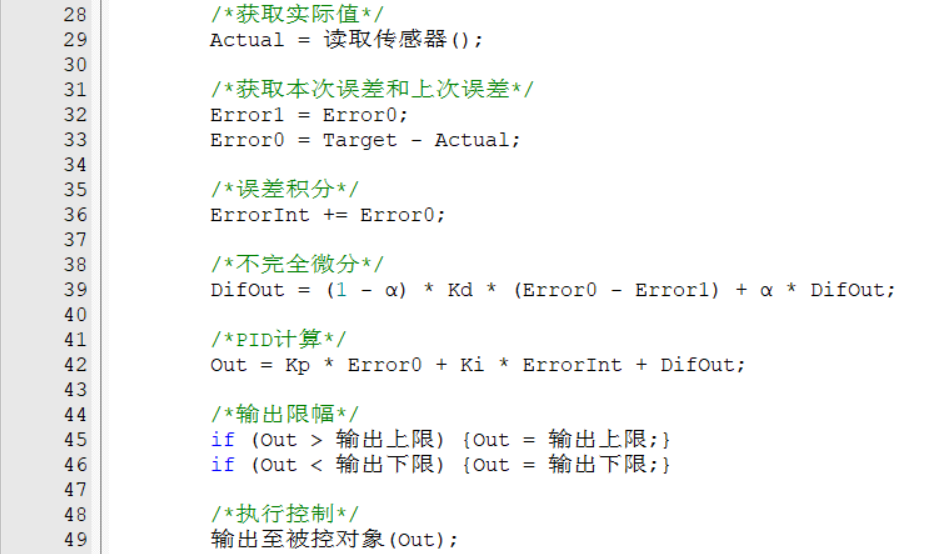 28 /*获取实际值*/
29 Actual = 读取传感器();
30
31 /*获取本次误差和上次误差*/
32 Error1 = Error0;
33 Error0 = Target - Actual;
34
35 /*误差积分*/
36 ErrorInt += Error0;
37
38 /*不完全微分*/
39 DifOut = (1 - α) * Kd * (Error0 - Error1) + α * DifOut;
40
41 /*PID计算*/
42 Out = Kp * Error0 + Ki * ErrorInt + DifOut;
43
44 /*输出限幅*/
45 if (Out > 输出上限) {Out = 输出上限;}
46 if (Out < 输出下限) {Out = 输出下限;}
47
48 /*执行控制*/
49 输出至被控对象(Out);